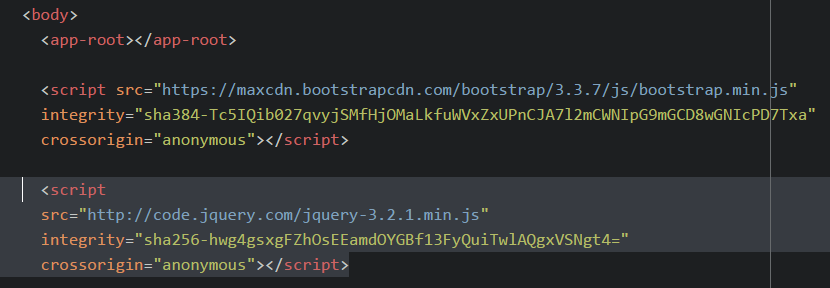 <body>
<app-root></app-root>
<script src="https://maxcdn.bootstrapcdn.com/bootstrap/3.3.7/js/bootstrap.min.js"
integrity="sha384-Tc5IQib027qvyjSMfHjOMaLkfuWVxZxUPnCJA7l2mCWNIpG9mGCD8wGNIcPD7Txa"
crossorigin="anonymous"></script>
<script
src="http://code.jquery.com/jquery-3.2.1.min.js"
integrity="sha256-hwg4gsxgFZhOsEEamdOYGBf13FyQuiTwlAQgxVSNgt4="
crossorigin="anonymous"></script>